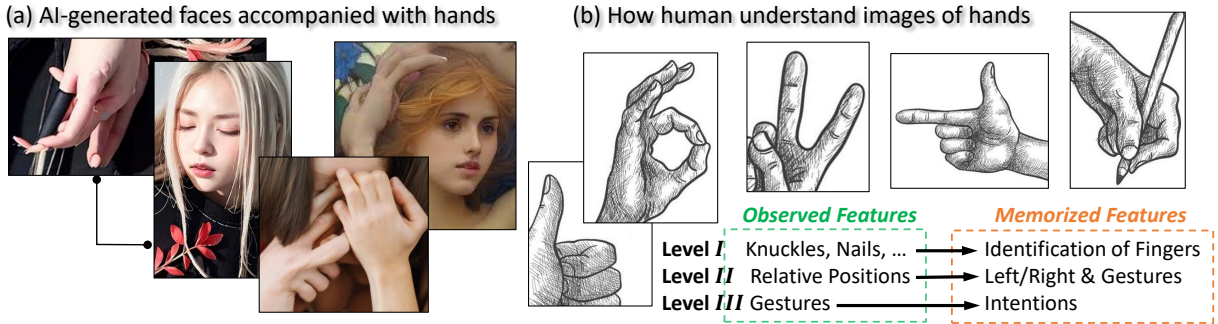 (a) AI-generated faces accompanied with hands
(b) How human understand images of hands
Observed Features
Memorized Features
Level I Knuckles, Nails, ... Identification of Fingers
Level II Relative Positions Left/Right & Gestures
Level III Gestures Intentions